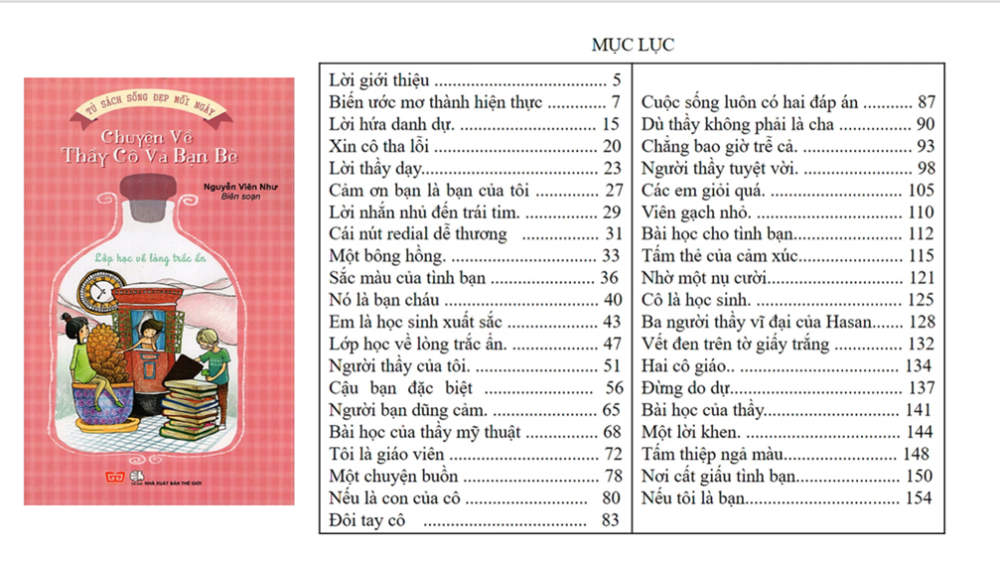 TỦ SÁCH SỐNG ĐẸP MỖI NGÀY
Chuyện Về
Thầy Cô Và Bạn Bè
Nguyễn Viên Như
Biên soạn
Lớp học về lòng trắc ẩn
NHÀ XUẤT BẢN THẾ GIỚI
MỤC LỤC
Lời giới thiệu ................................... 5
Biến ước mơ thành hiện thực ............ 7
Lời hứa danh dự. ............................ 15
Xin cô tha lỗi ................................. 20
Lời thầy dạy.................................... 23
Cảm ơn bạn là bạn của tôi ............. 27
Lời nhắn nhủ đến trái tim. ............... 29
Cái nút redial dễ thương ................ 31
Một bông hồng. .............................. 33
Sắc màu của tình bạn ...................... 36
Nó là bạn cháu ................................ 40
Em là học sinh xuất sắc ................... 43
Lớp học về lòng trắc ẩn. .................. 47
Người thầy của tôi. .......................... 51
Cậu bạn đặc biệt ...................... 56
Người bạn dũng cảm. ...................... 65
Bài học của thầy mỹ thuật ............... 68
Tôi là giáo viên ............................... 72
Một chuyện buồn ............................ 78
Nếu là con của cô ......................... 80
Đôi tay cô ................................. 83
Cuộc sống luôn có hai đáp án .......... 87
Dù thầy không phải là cha ............... 90
Chẳng bao giờ trễ cả. ....................... 93
Người thầy tuyệt vời. ...................... 98
Các em giỏi quá. ........................... 105
Viên gạch nhỏ. .............................. 110
Bài học cho tình bạn....................... 112
Tấm thẻ của cảm xúc...................... 115
Nhờ một nụ cười............................ 121
Cô là học sinh. ............................... 125
Ba người thầy vĩ đại của Hasan....... 128
Vết đen trên tờ giấy trắng ............... 132
Hai cô giáo.. .................................. 134
Đừng do dự................................... 137
Bài học của thầy............................ 141
Một lời khen. ................................ 144
Tấm thiệp ngả màu....................... 148
Nơi cất giấu tình bạn..................... 150
Nếu tôi là bạn................................ 154